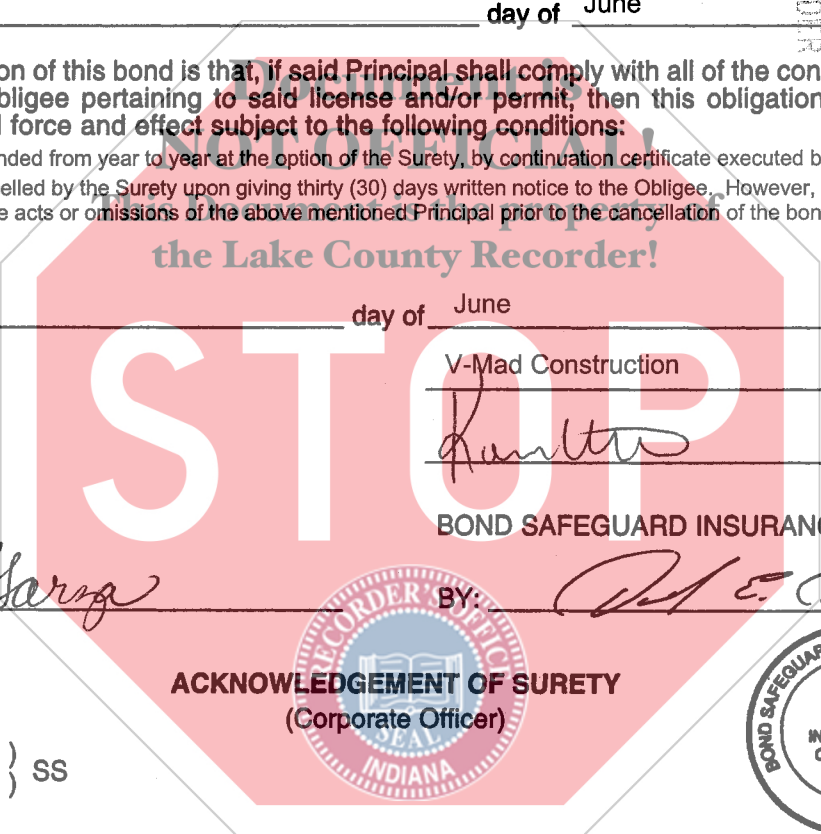 day of June
on of this bond is that, if said Principal shall comply with all of the con
bligee pertaining to said license and/or permit, then this obligation
force and effect subject to the following conditions:
nded from year to year at the option of the Surety, by continuation certificate executed b
elled by the Surety upon giving thirty (30) days written notice to the Obligee. However,
e acts or omissions of the above mentioned Principal prior to the cancellation of the bon
Document is
NOT OFFICIAL!
This Document is the property of
the Lake County Recorder!
day of June
STOP
V-Mad Construction
BOND SAFEGUARD INSURANC
Garza
BY:
E.
RECORDER'S OFFICE
SEAL
INDIANA
ACKNOWLEDGEMENT OF SURETY
(Corporate Officer)
) SS
)
BOND SAFEGUAR